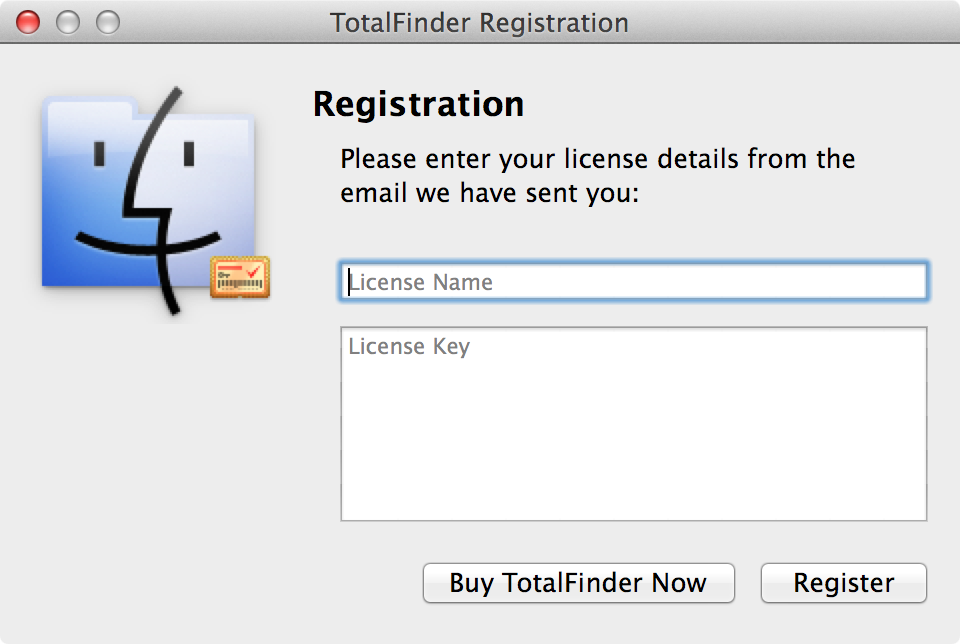 TotalFinder Registration
Registration
Please enter your license details from the
email we have sent you:
License Name
License Key
Buy TotalFinder Now
Register